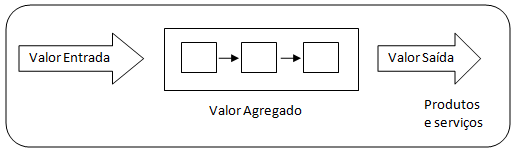 Valor Entrada
Valor Saída
Valor Agregado
Produtos
e serviços